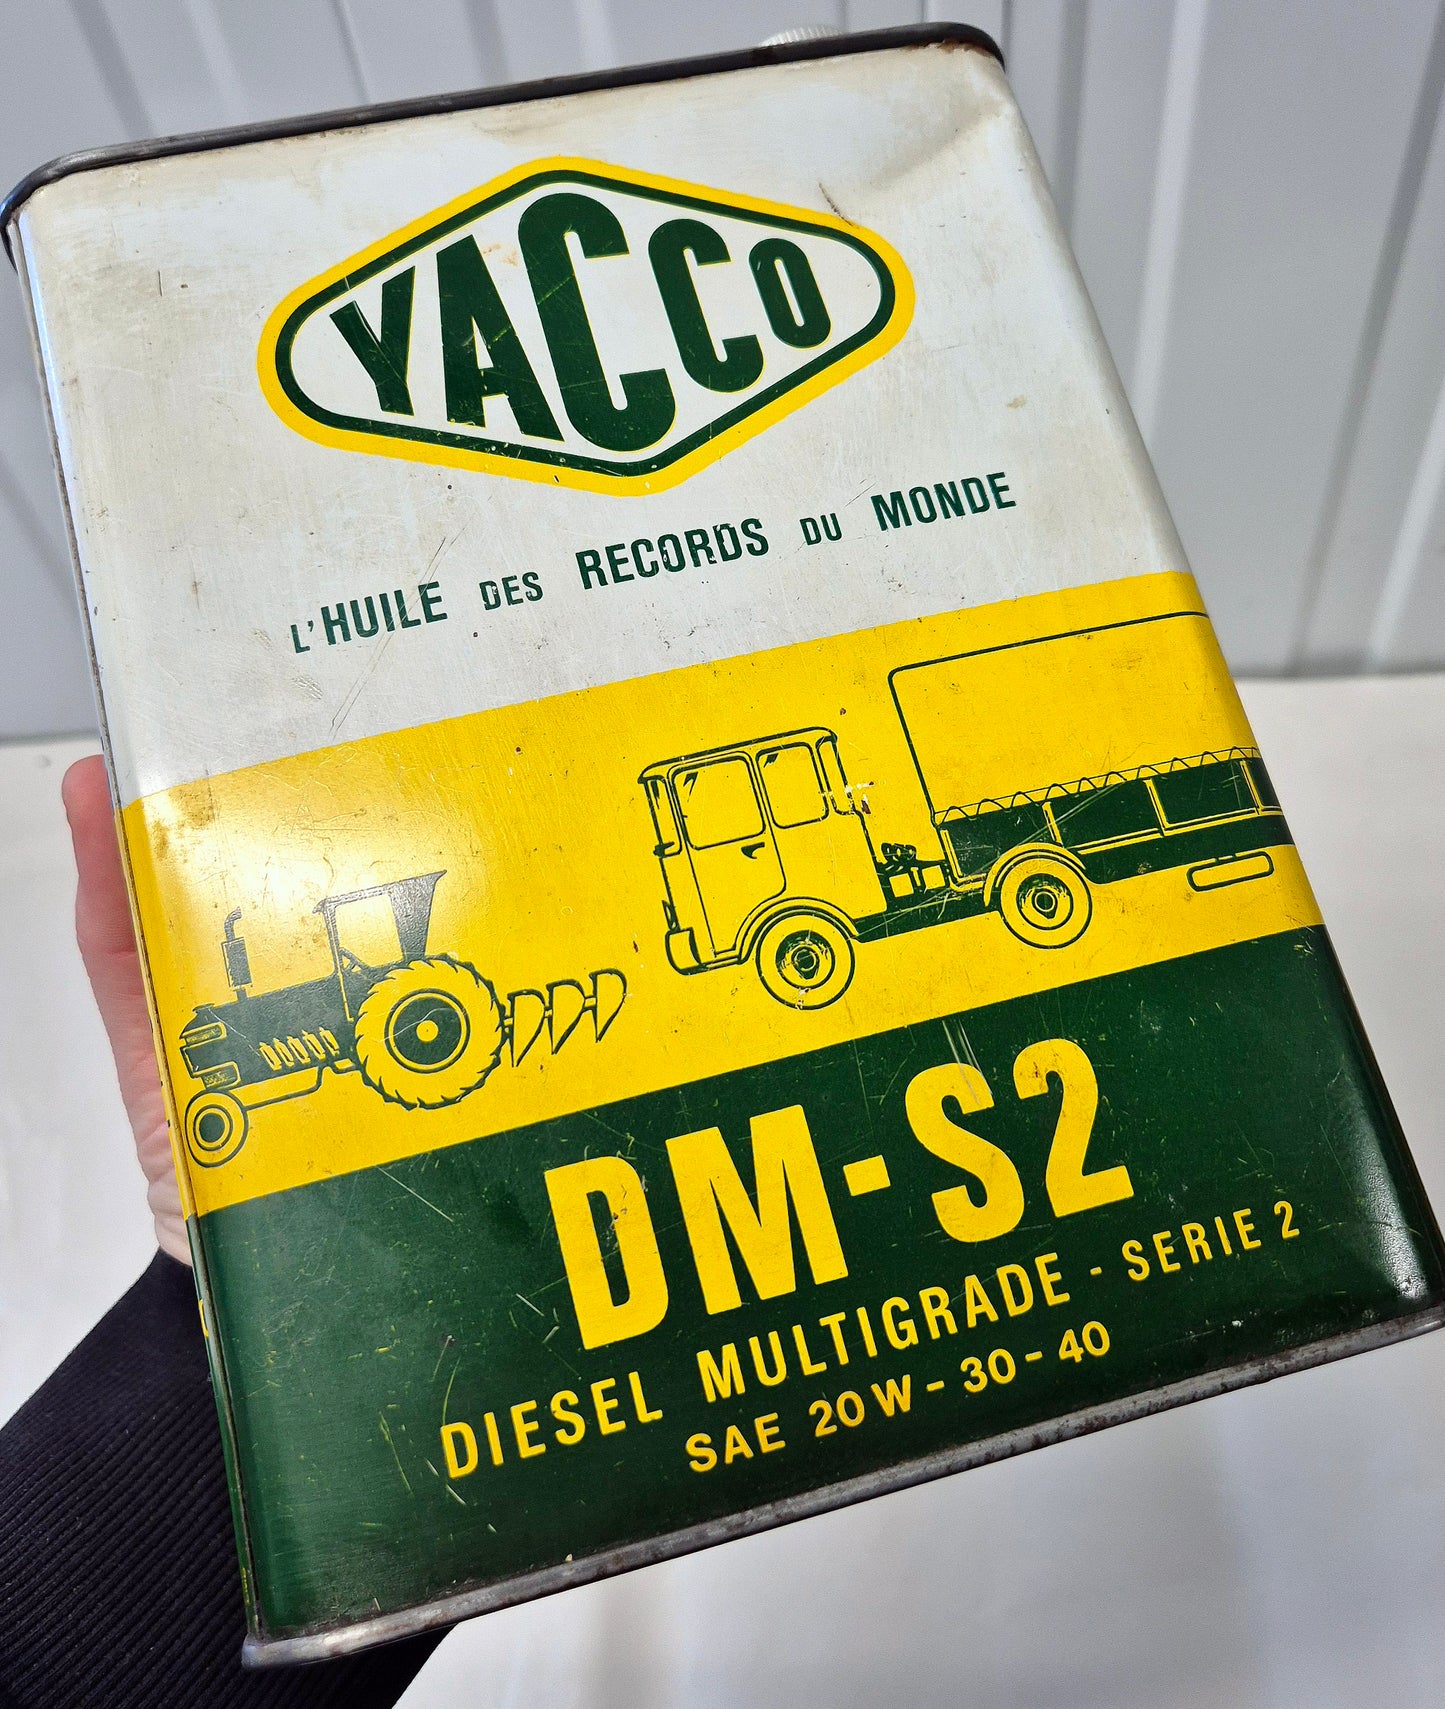 YACCO
L'HUILE DES RECORDS DU MONDE
DM-S2
DIESEL MULTIGRADE - SERIE 2
SAE 20W - 30 - 40